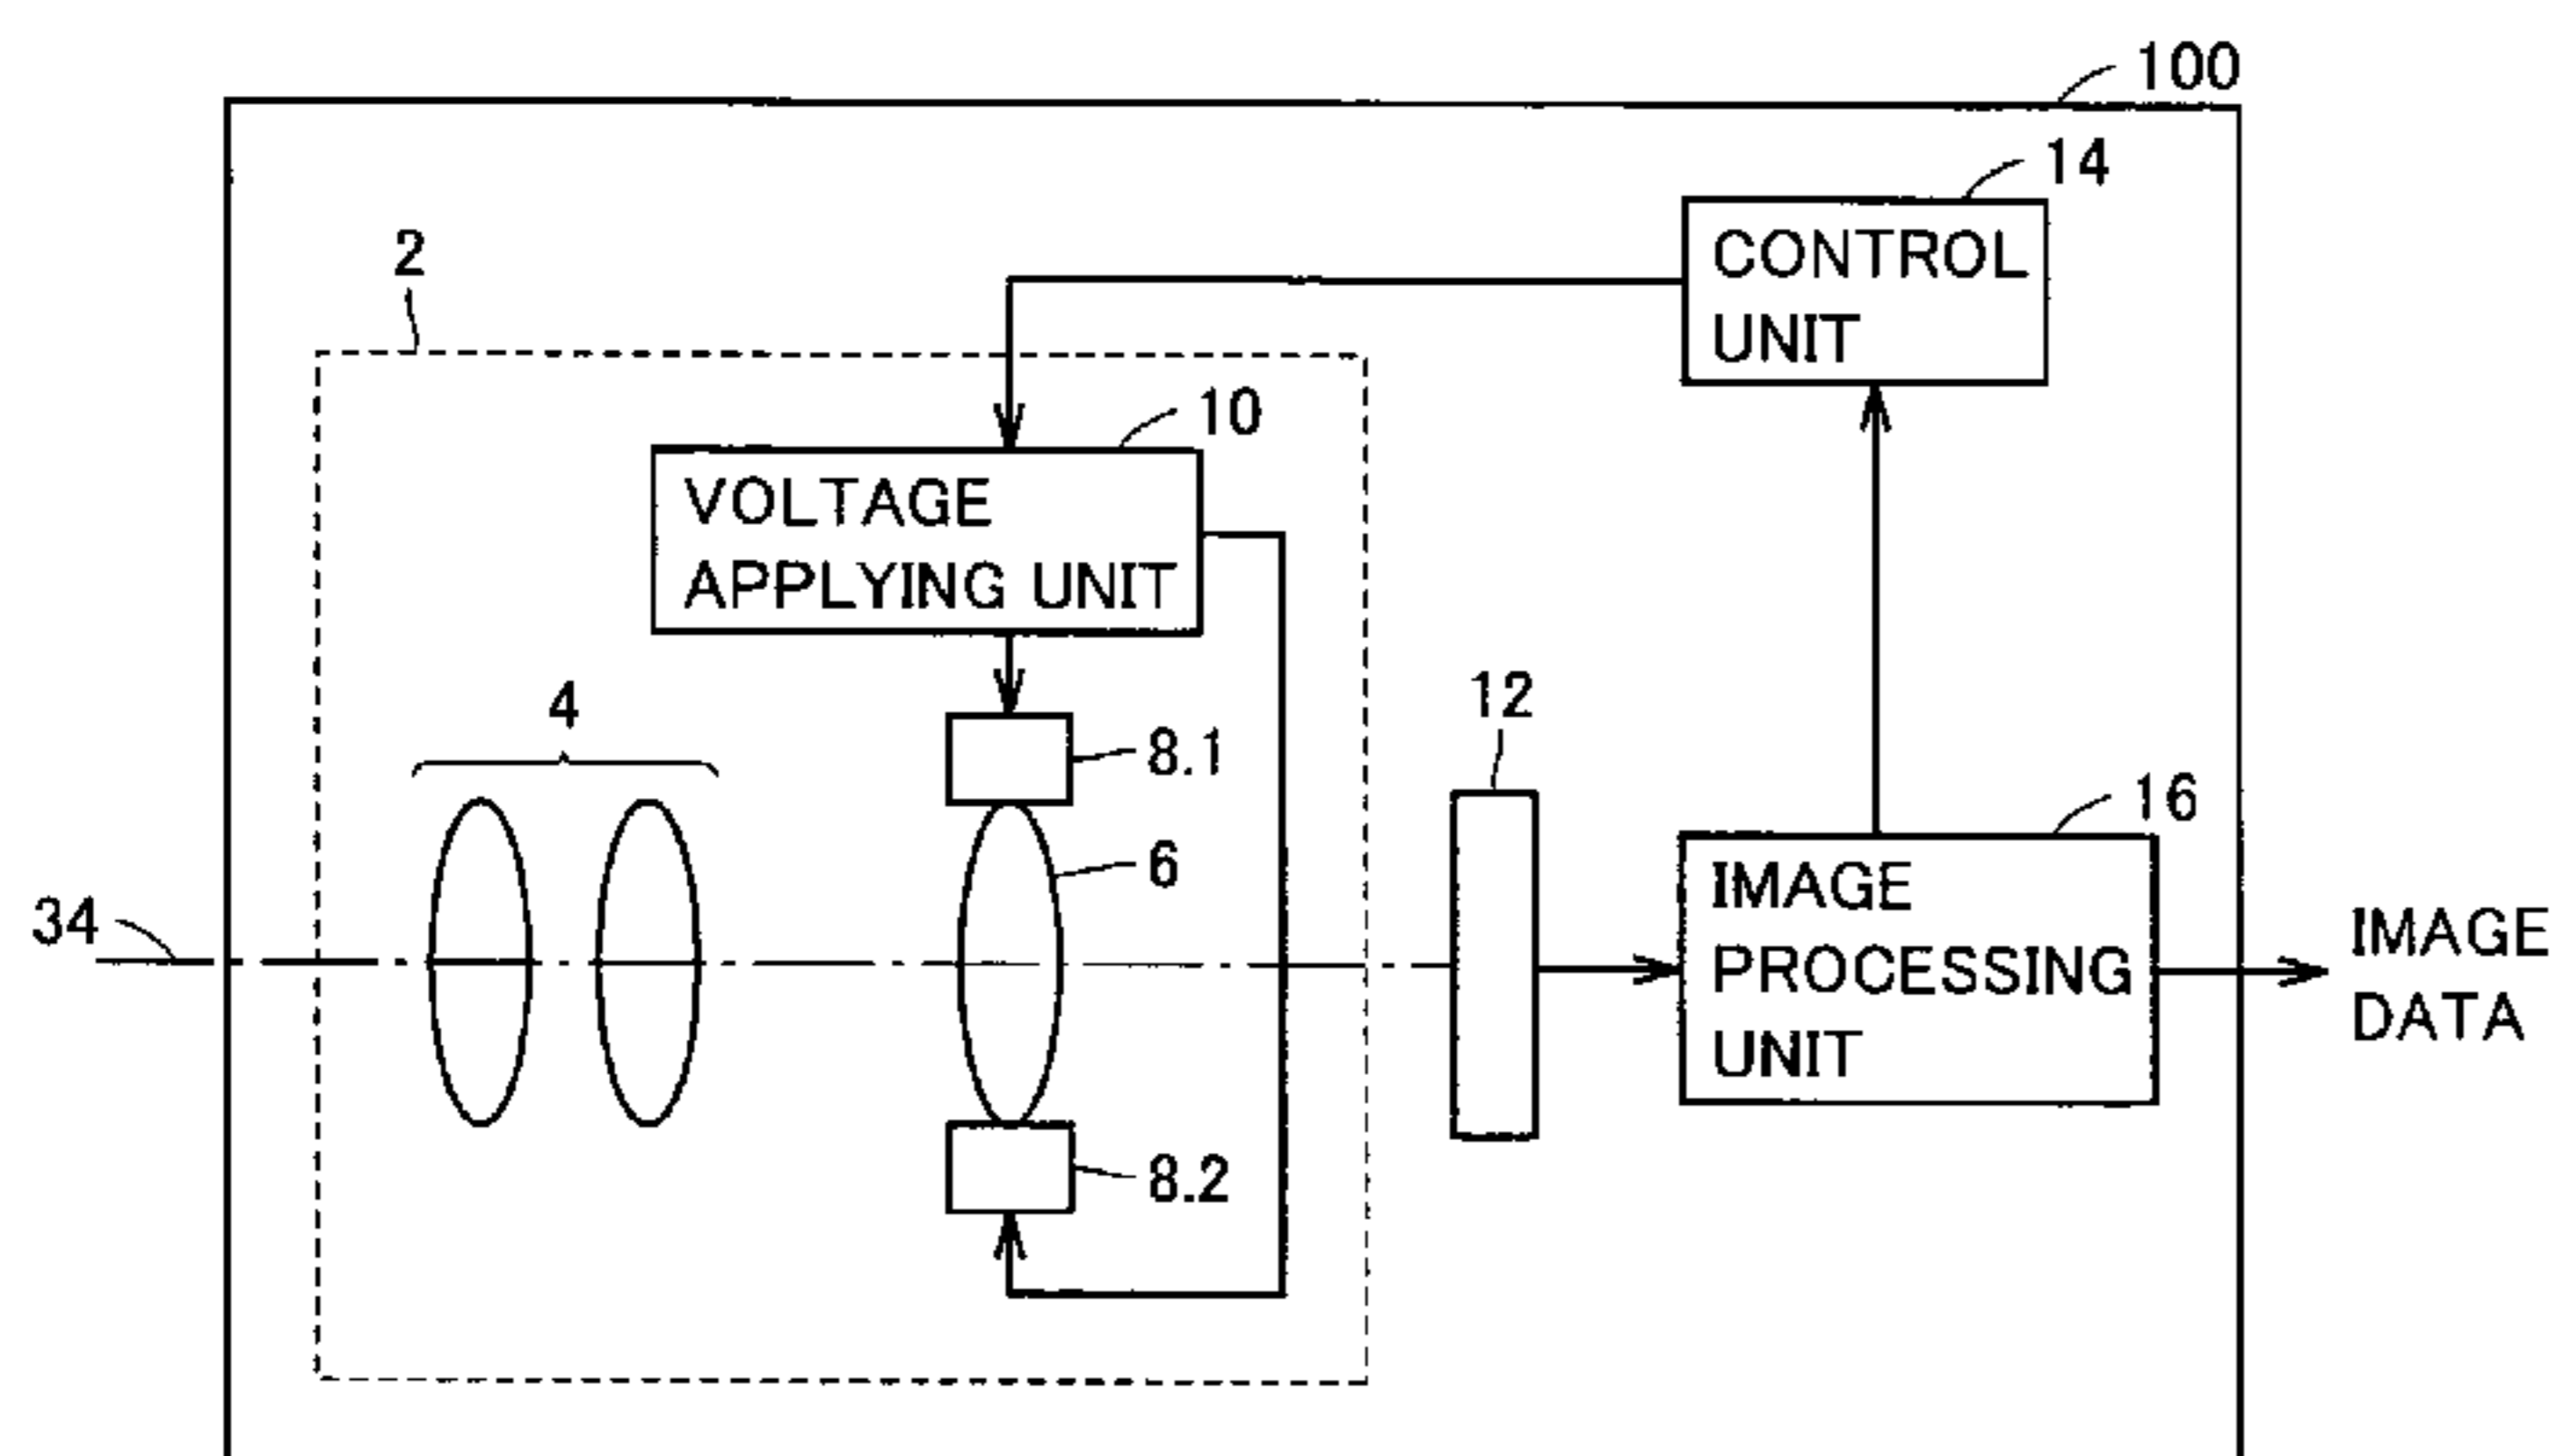 100
14
CONTROL
UNIT
2
10
VOLTAGE
APPLYING UNIT
4
12
8.1
16
6
IMAGE
PROCESSING
UNIT
34
IMAGE
DATA
8.2